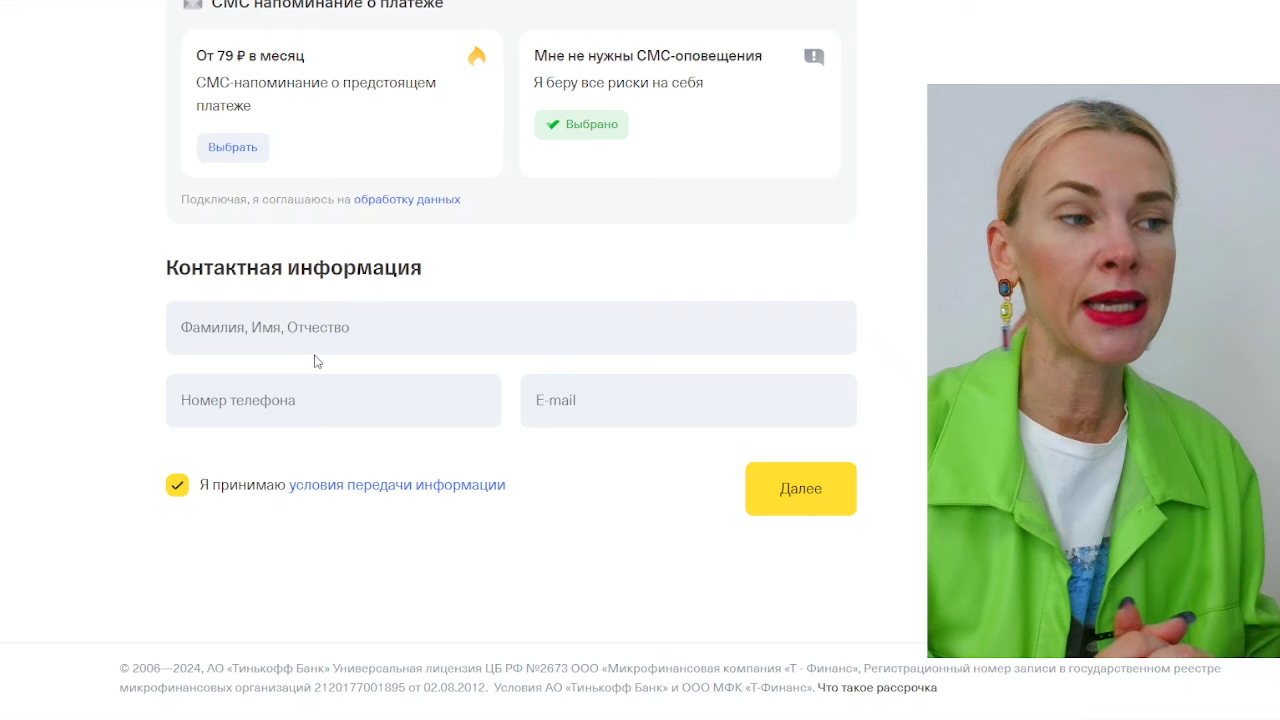 СМС напоминание о платеже
От 79 ₽ в месяц
СМС-напоминание о предстоящем
платеже
Выбрать
Мне не нужны СМС-оповещения
Я беру все риски на себя
Выбрано
Подключая, я соглашаюсь на обработку данных
Контактная информация
Фамилия, Имя, Отчество
Номер телефона
E-mail
Я принимаю условия передачи информации
Далее
© 2006—2024, АО «Тинькофф Банк» Универсальная лицензия ЦБ РФ №2673 ООО «Микрофинансовая компания «Т - Финанс», Регистрационный номер записи в государственном реестре
микрофинансовых организаций 2120177001895 от 02.08.2012. Условия АО «Тинькофф Банк» и ООО МФК «Т-Финанс». Что такое рассрочка